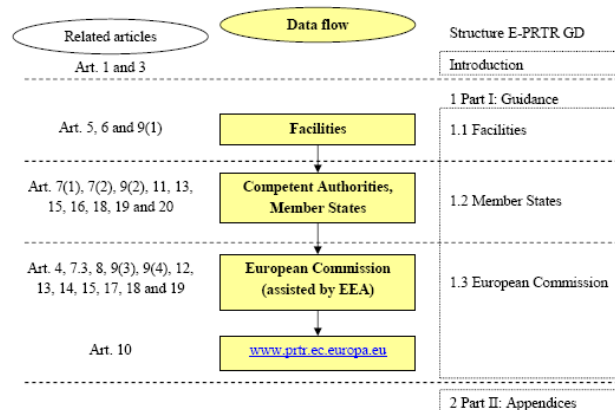 Related articles
Data flow
Structure E-PRTR GD
Art. 1 and 3
Introduction
1 Part I: Guidance
Art. 5, 6 and 9(1)
Facilities
1.1 Facilities
Art. 7(1), 7(2), 9(2), 11, 13,
15, 16, 18, 19 and 20
Competent Authorities,
Member States
1.2 Member States
Art. 4, 7.3, 8, 9(3), 9(4), 12,
13, 14, 15, 17, 18 and 19
European Commission
(assisted by EEA)
1.3 European Commission
Art. 10
www.prtr.ec.europa.eu
2 Part II: Appendices